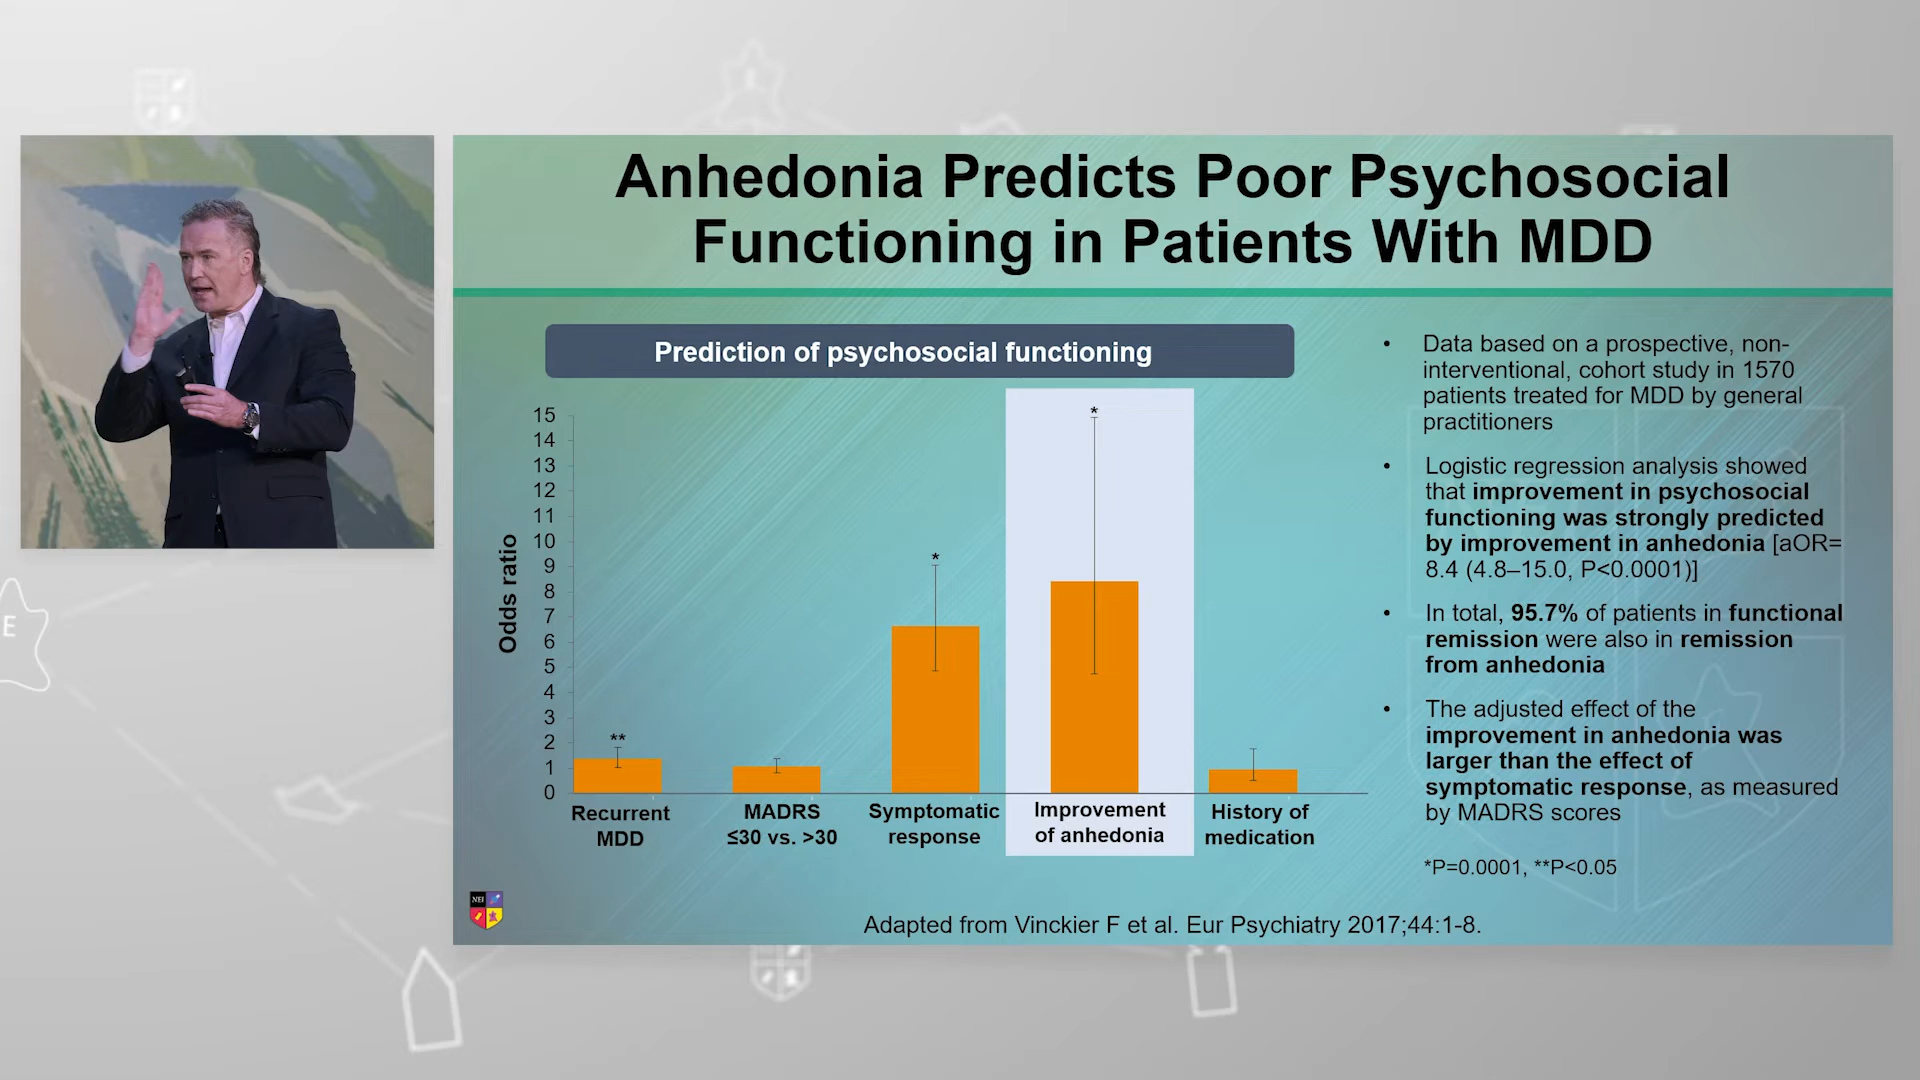 Anhedonia Predicts Poor Psychosocial
Functioning in Patients With MDD
Prediction of psychosocial functioning
Odds ratio
15
14
13
12
11
10
9
8
7
6
5
4
3
2
1
0
**
*
*
Recurrent
MDD
MADRS
≤30 vs. >30
Symptomatic
response
Improvement
of anhedonia
History of
medication
• Data based on a prospective, non-
interventional, cohort study in 1570
patients treated for MDD by general
practitioners
• Logistic regression analysis showed
that improvement in psychosocial
functioning was strongly predicted
by improvement in anhedonia [aOR=
8.4 (4.8–15.0, P<0.0001)]
• In total, 95.7% of patients in functional
remission were also in remission
from anhedonia
• The adjusted effect of the
improvement in anhedonia was
larger than the effect of
symptomatic response, as measured
by MADRS scores
*P=0.0001, **P<0.05
NEI
Adapted from Vinckier F et al. Eur Psychiatry 2017;44:1-8.
E